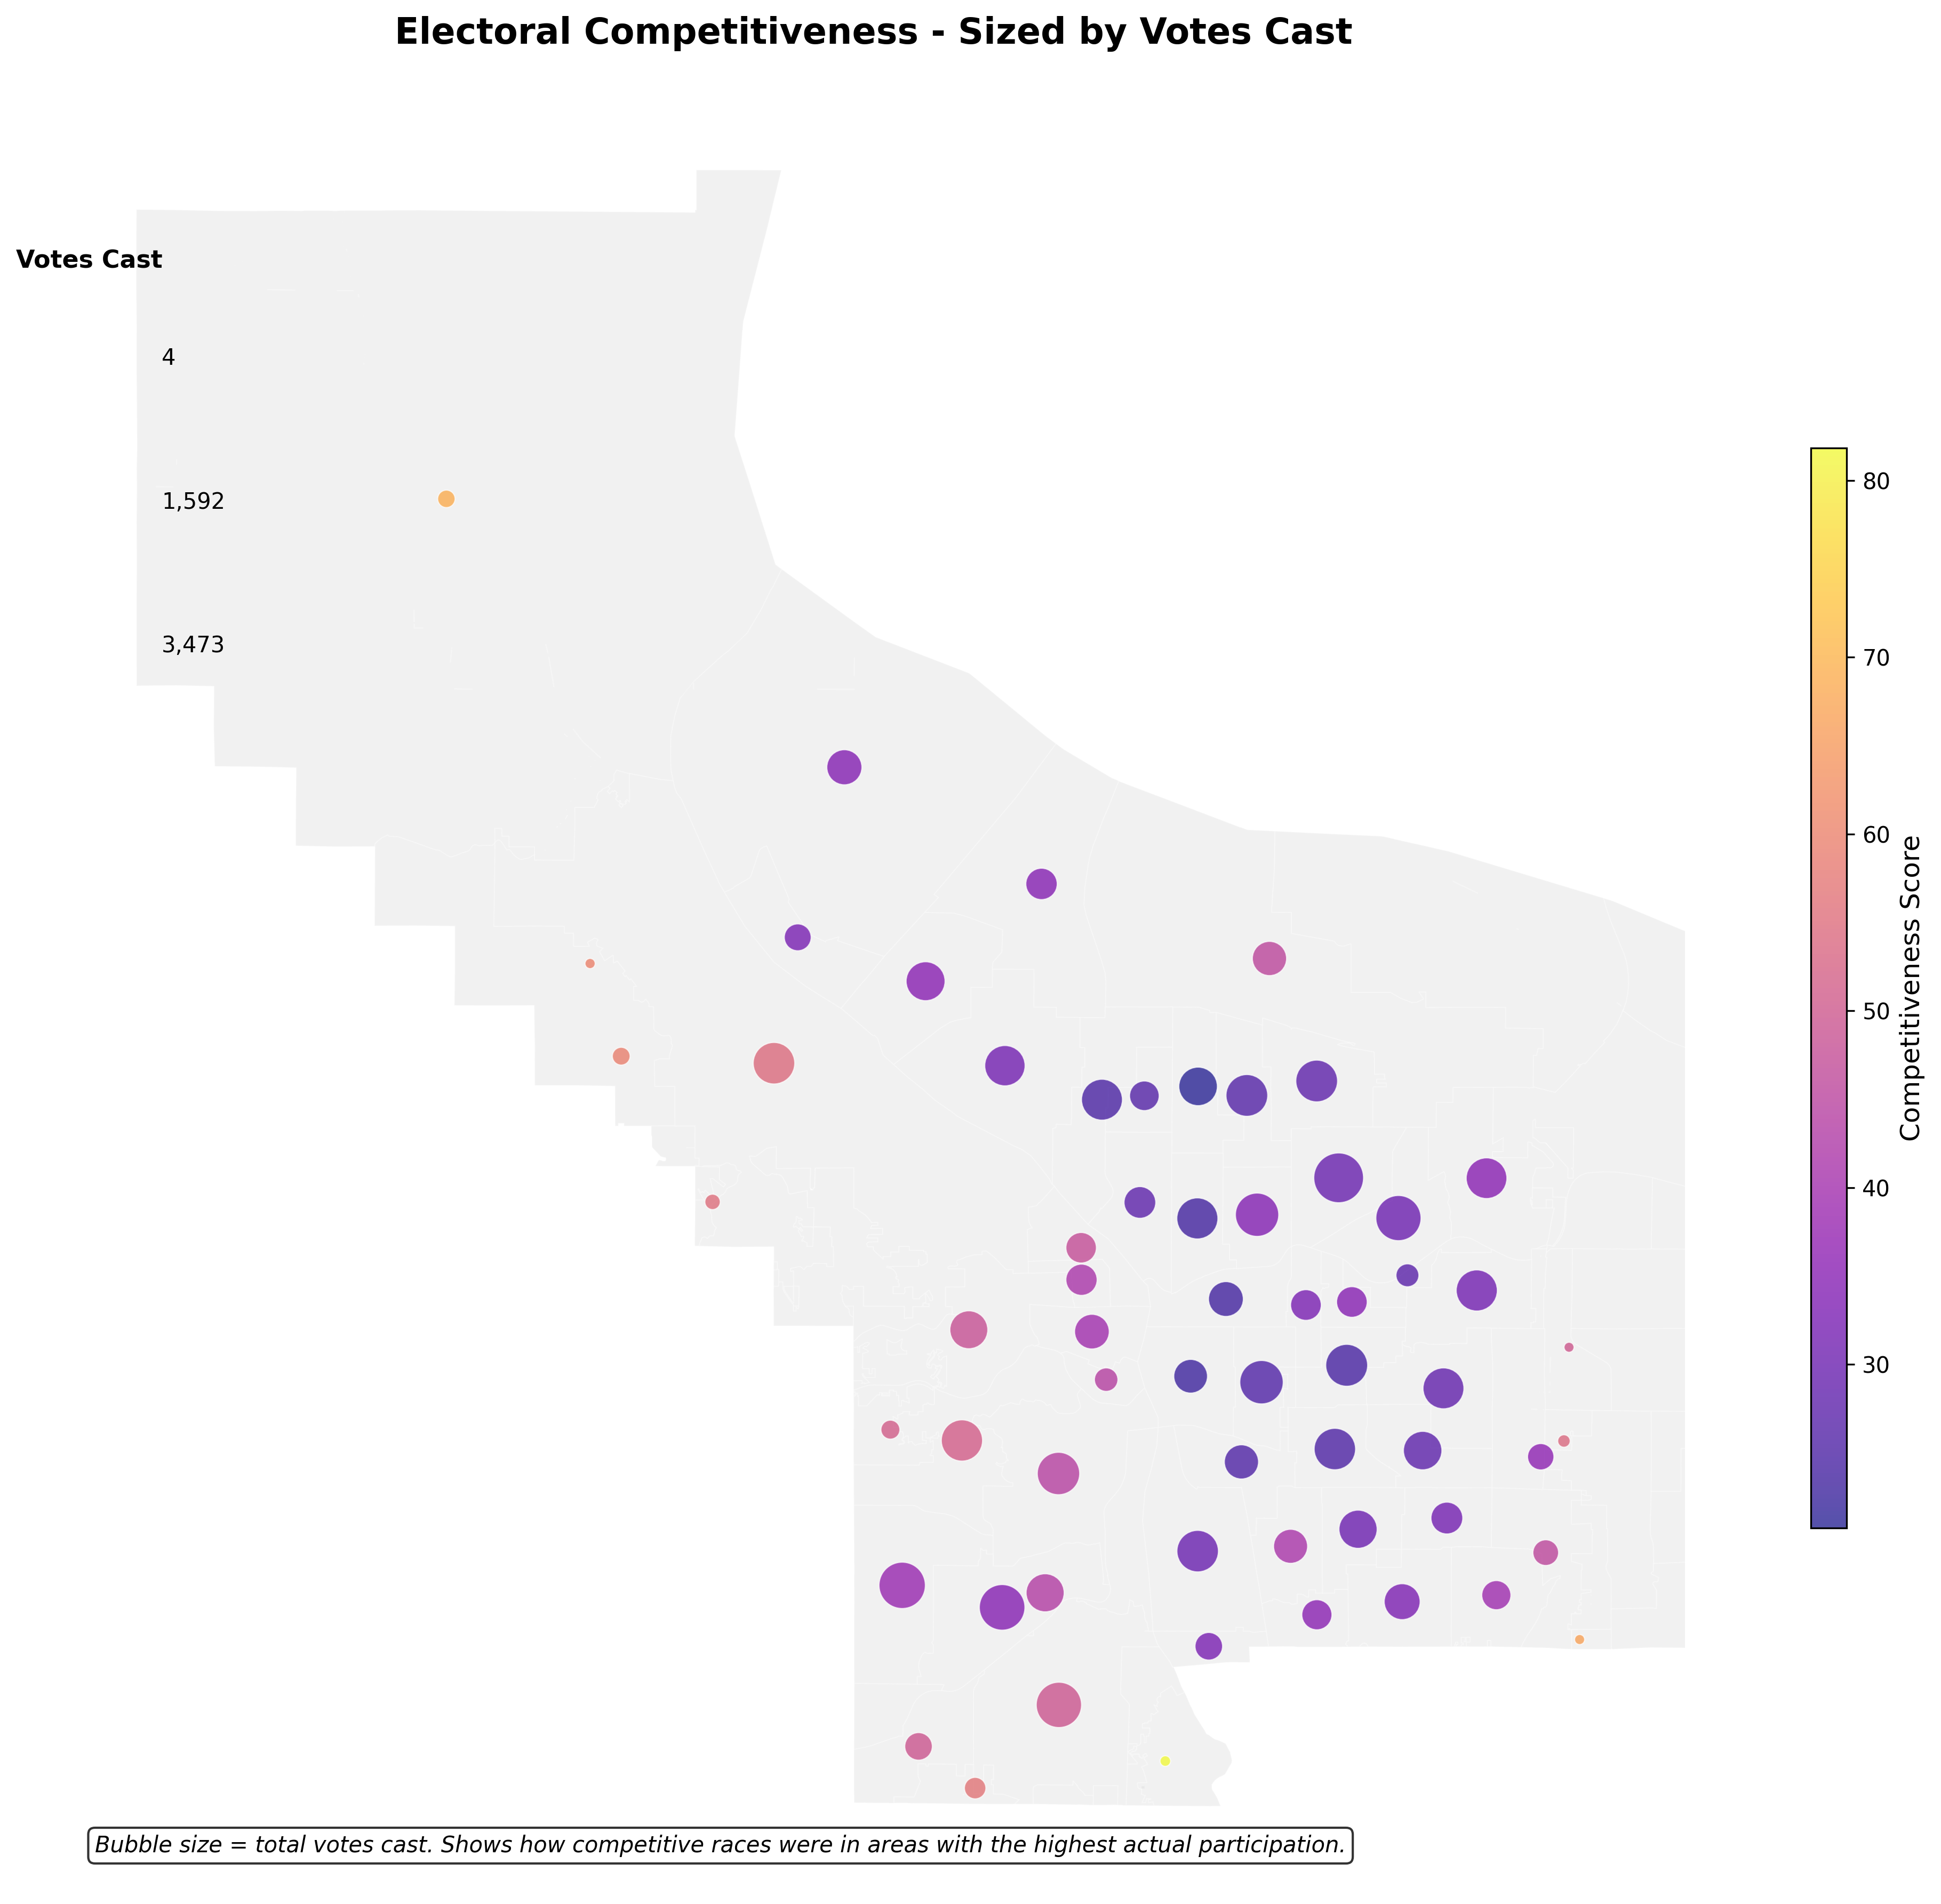 Electoral Competitiveness - Sized by Votes Cast
Votes Cast
4
1,592
3,473
80
70
60
50
40
30
Competitiveness Score
Bubble size = total votes cast. Shows how competitive races were in areas with the highest actual participation.